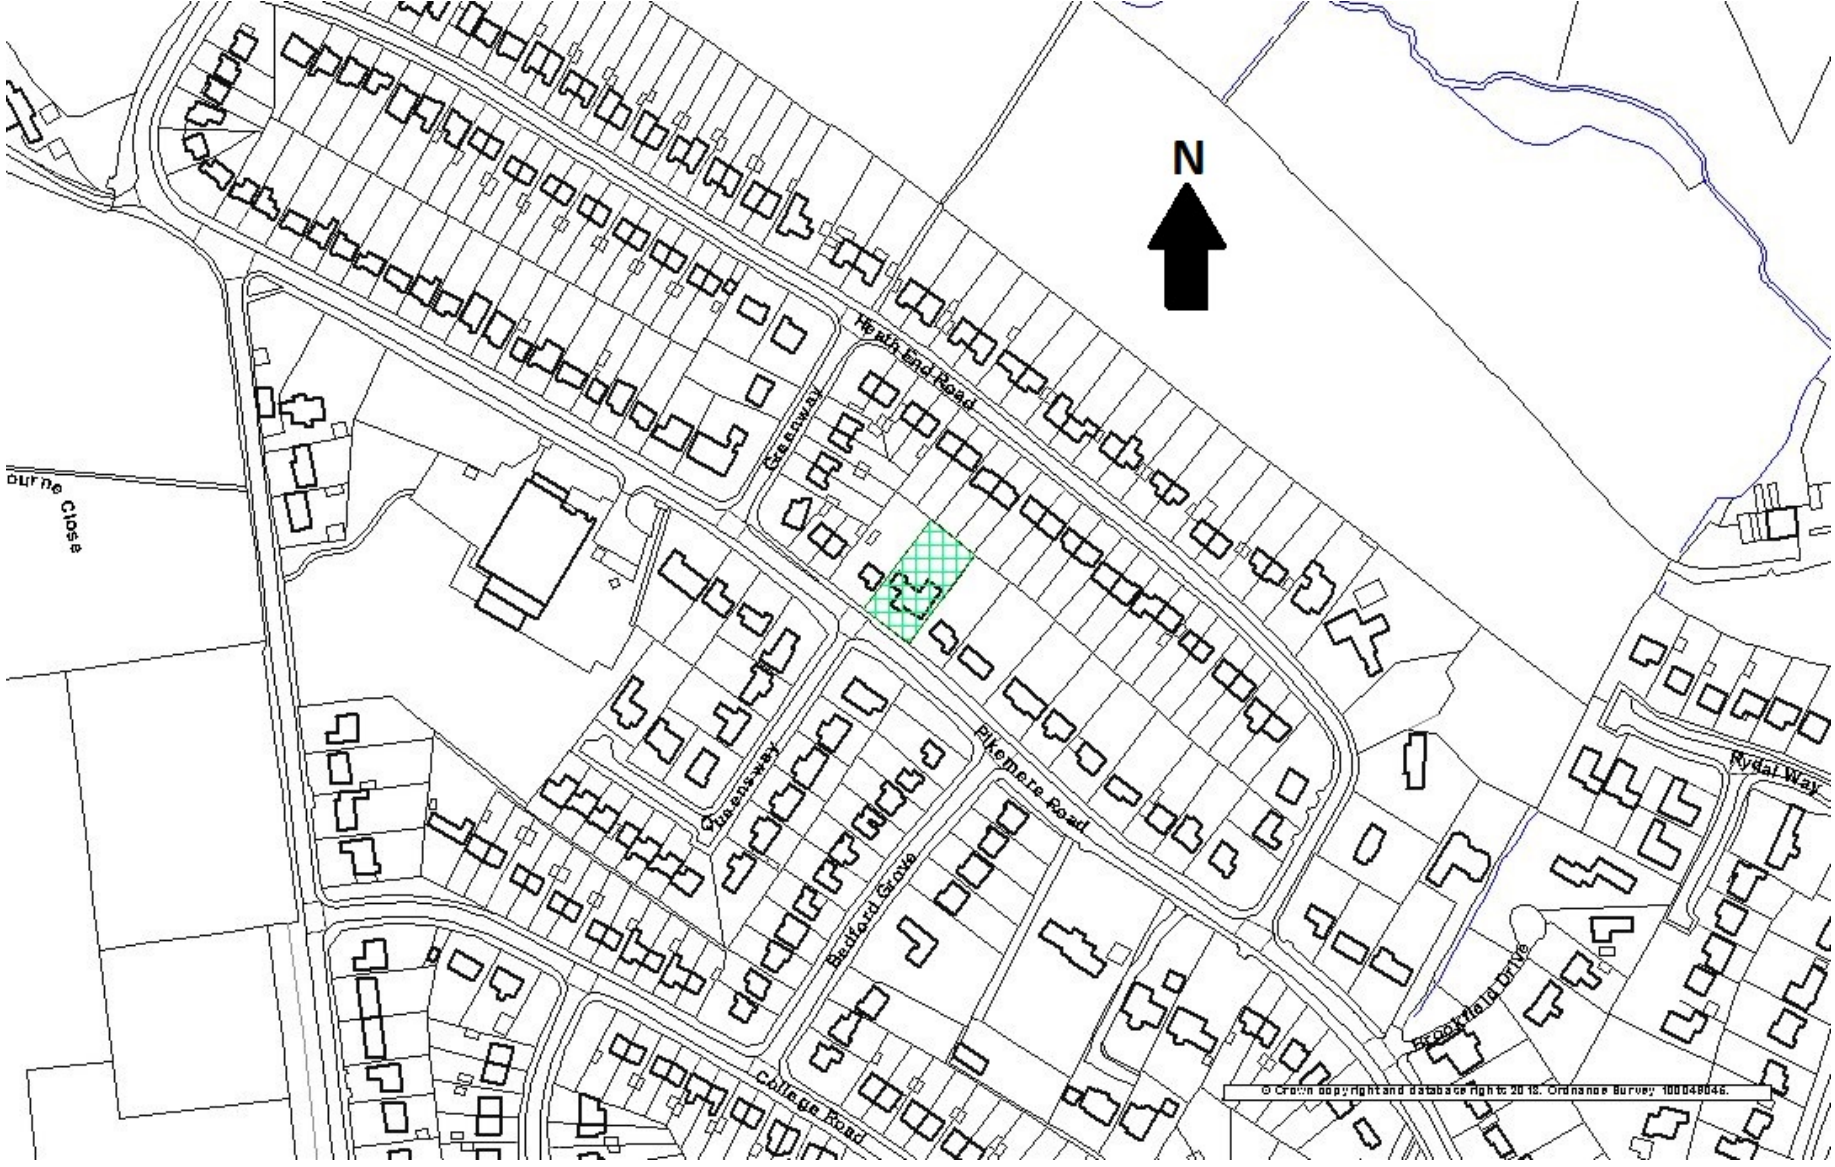 N
Heath End Road
Greenway
ourne Close
Pikemere Road
Rydal Way
Queensway
Bedford Grove
Brookfield Drive
© Crown copyright and database rights 2018. Ordnance Survey 100049046.
College Road